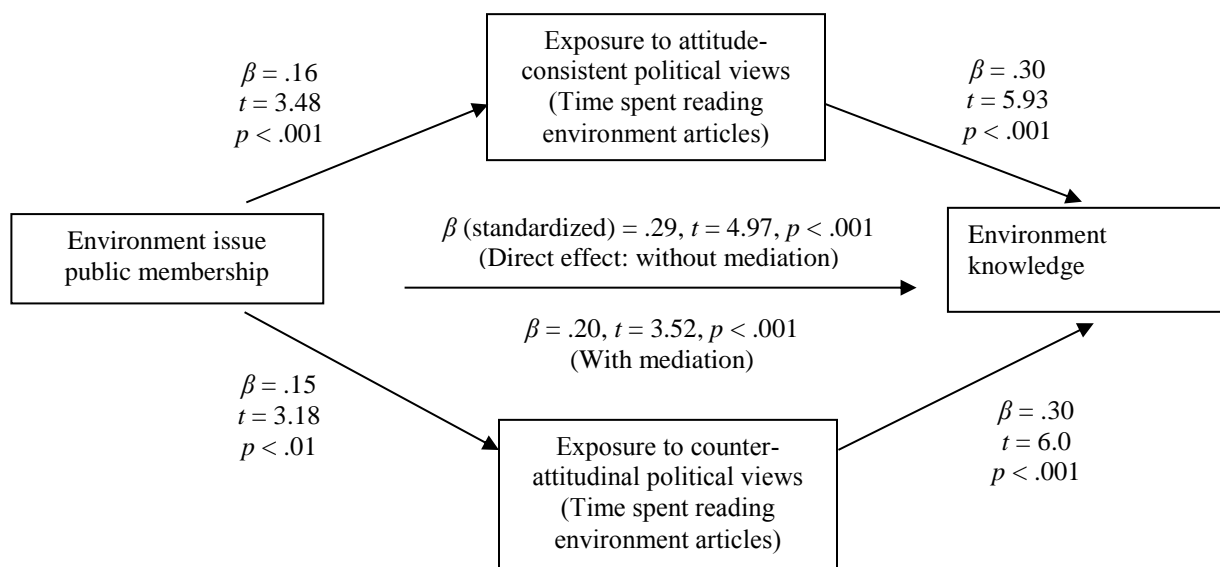 Exposure to attitude-
consistent political views
(Time spent reading
environment articles)
β = .16
t = 3.48
p < .001
β = .30
t = 5.93
p < .001
Environment issue
public membership
β (standardized) = .29, t = 4.97, p < .001
(Direct effect: without mediation)
Environment
knowledge
β = .20, t = 3.52, p < .001
(With mediation)
β = .15
t = 3.18
p < .01
Exposure to counter-
attitudinal political views
(Time spent reading
environment articles)
β = .30
t = 6.0
p < .001